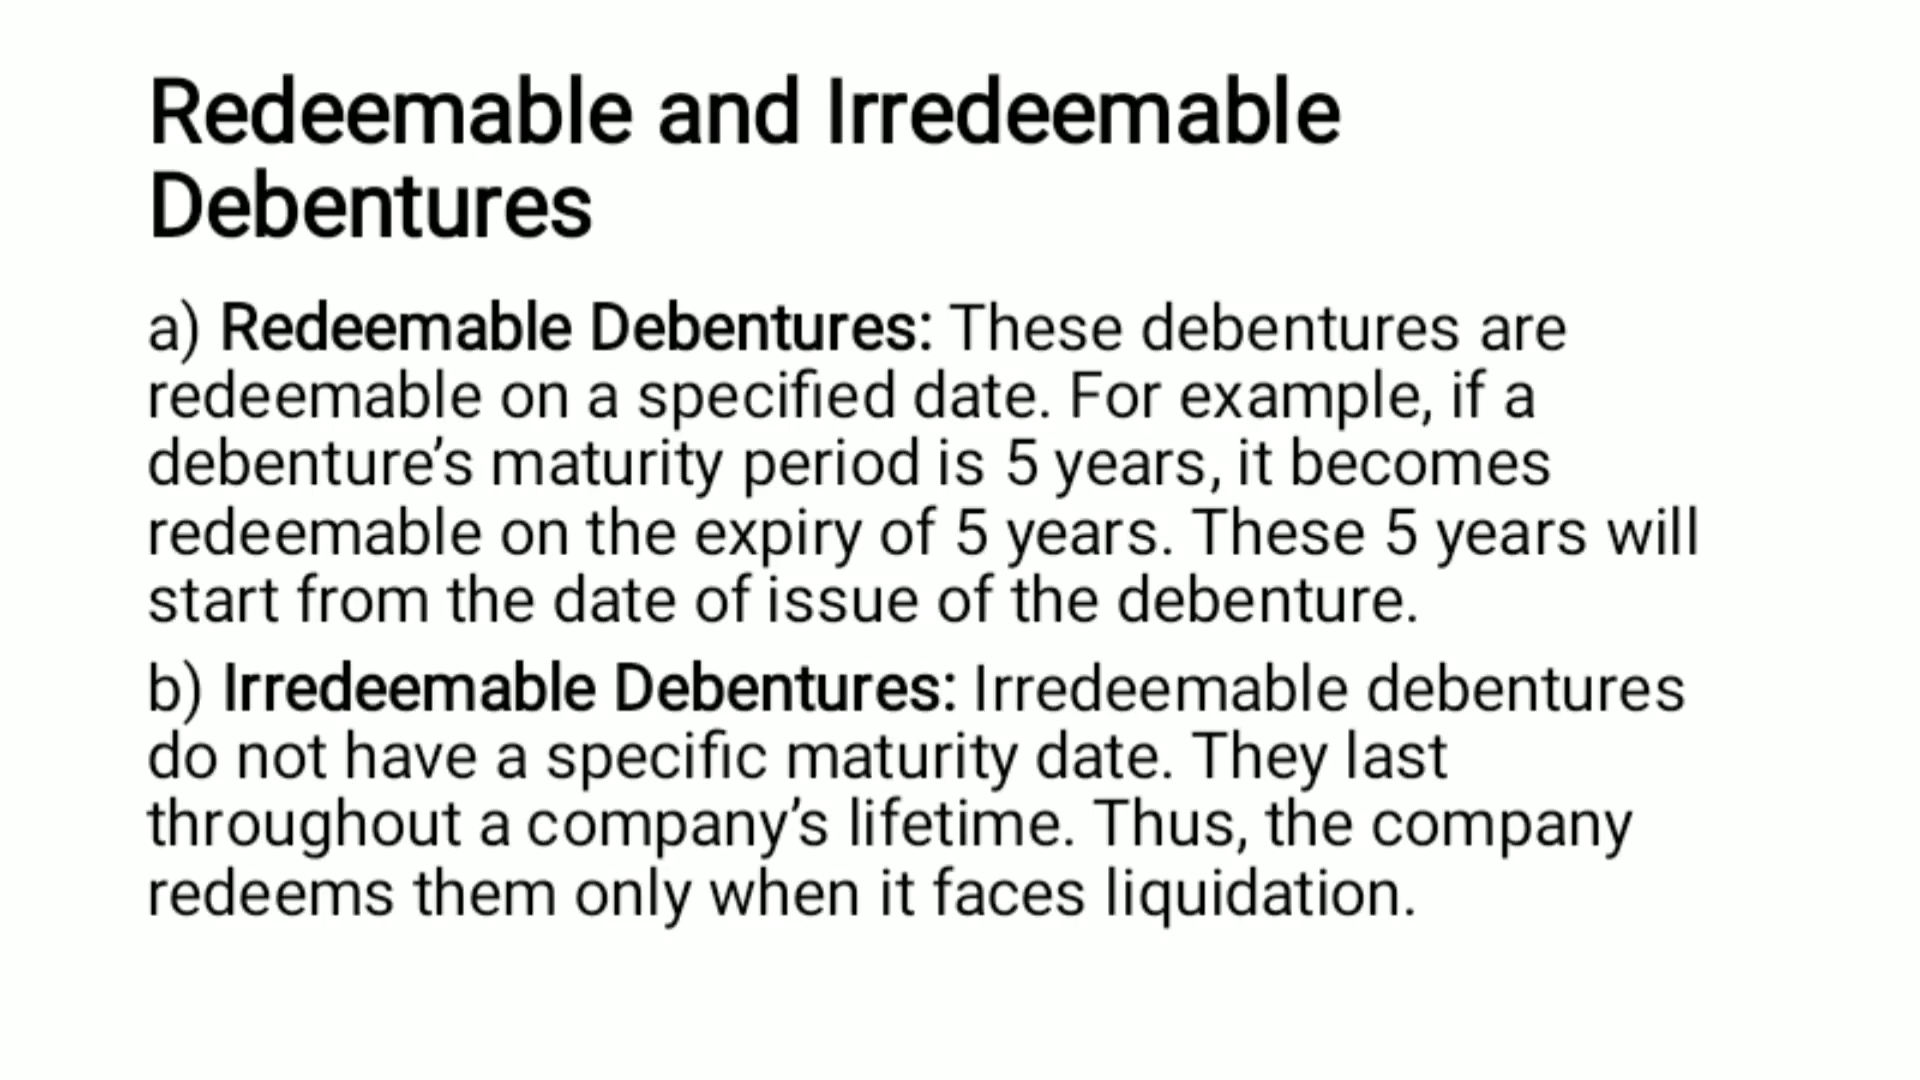 Redeemable and Irredeemable
Debentures
a) Redeemable Debentures: These debentures are
redeemable on a specified date. For example, if a
debenture’s maturity period is 5 years, it becomes
redeemable on the expiry of 5 years. These 5 years will
start from the date of issue of the debenture.
b) Irredeemable Debentures: Irredeemable debentures
do not have a specific maturity date. They last
throughout a company’s lifetime. Thus, the company
redeems them only when it faces liquidation.